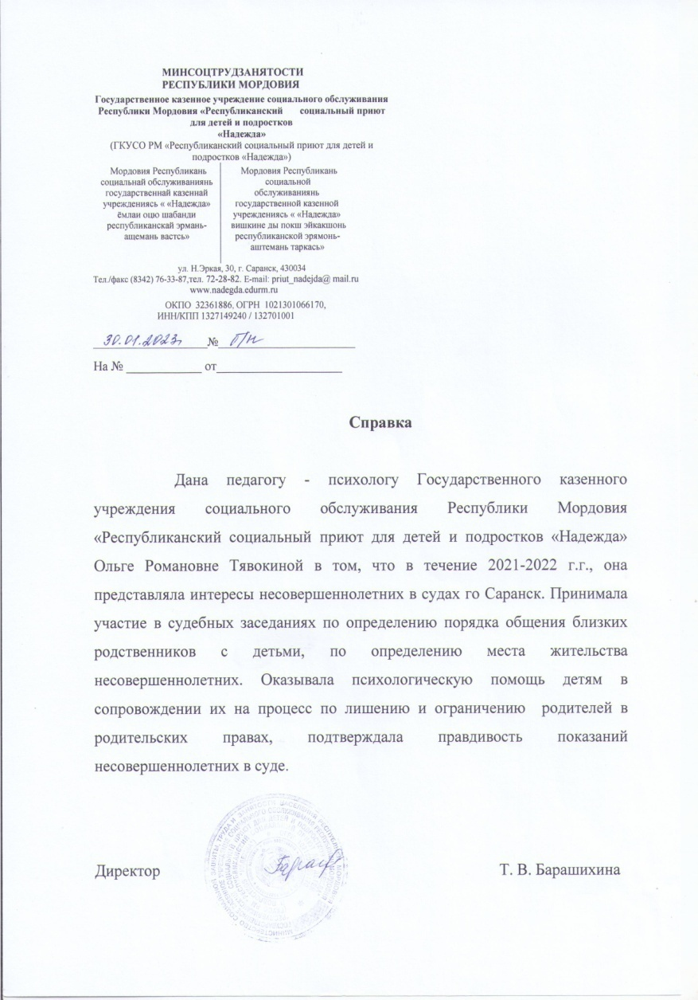 МИНСОЦТРУДЗАНЯТОСТИ
РЕСПУБЛИКИ МОРДОВИЯ
Государственное казенное учреждение социального обслуживания
Республики Мордовия «Республиканский социальный приют
для детей и подростков
«Надежда»
(ГКУСО РМ «Республиканский социальный приют для детей и
подростков «Надежда»)
Мордовия Республикань
социальнай обслуживаниянь
государственнай казеннай
учреждениясь « «Надежда»
ёмлаи оцю шабанди
республиканскай эрмань-
ащемань вастсь»
Мордовия Республикань
социальной
обслуживаниянь
государственной казенной
учреждениясь « «Надежда»
вишкине ды покш эйкакшонь
республиканской эрямонь-
аштемань таркась»
ул. Н.Эркая, 30, г. Саранск, 430034
Тел./факс (8342) 76-33-87,тел. 72-28-82. E-mail: priut_nadejda@ mail.ru
www.nadegda.edurm.ru
ОКПО 32361886, ОГРН 1021301066170,
ИНН/КПП 1327149240 / 132701001
30.01.2023г № б/н
На № ____________ от____________________
Справка
Дана педагогу - психологу Государственного казенного
учреждения социального обслуживания Республики Мордовия
«Республиканский социальный приют для детей и подростков «Надежда»
Ольге Романовне Тявокиной в том, что в течение 2021-2022 г.г., она
представляла интересы несовершеннолетних в судах го Саранск. Принимала
участие в судебных заседаниях по определению порядка общения близких
родственников с детьми, по определению места жительства
несовершеннолетних. Оказывала психологическую помощь детям в
сопровождении их на процесс по лишению и ограничению родителей в
родительских правах, подтверждала правдивость показаний
несовершеннолетних в суде.
Директор Т. В. Барашихина